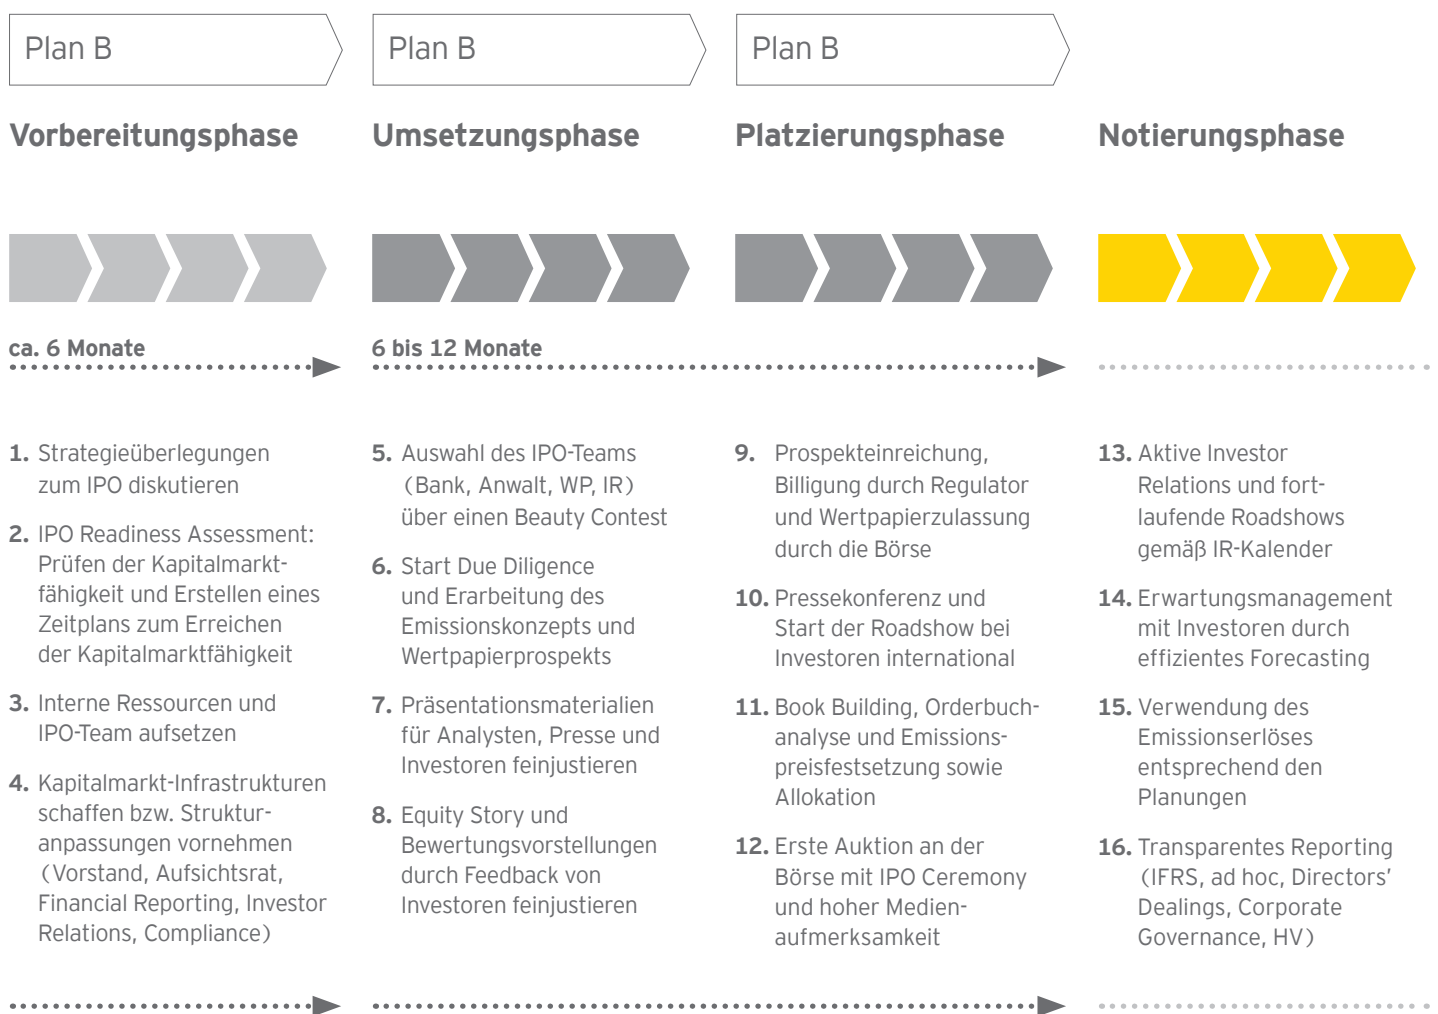 Plan B
Plan B
Plan B
Vorbereitungsphase
Umsetzungsphase
Platzierungsphase
Notierungsphase
ca. 6 Monate
6 bis 12 Monate
1. Strategieüberlegungen
zum IPO diskutieren
2. IPO Readiness Assessment:
Prüfen der Kapitalmarkt-
fähigkeit und Erstellen eines
Zeitplans zum Erreichen
der Kapitalmarktfähigkeit
3. Interne Ressourcen und
IPO-Team aufsetzen
4. Kapitalmarkt-Infrastrukturen
schaffen bzw. Struktur-
anpassungen vornehmen
(Vorstand, Aufsichtsrat,
Financial Reporting, Investor
Relations, Compliance)
5. Auswahl des IPO-Teams
(Bank, Anwalt, WP, IR)
über einen Beauty Contest
6. Start Due Diligence
und Erarbeitung des
Emissionskonzepts und
Wertpapierprospekts
7. Präsentationsmaterialien
für Analysten, Presse und
Investoren feinjustieren
8. Equity Story und
Bewertungsvorstellungen
durch Feedback von
Investoren feinjustieren
9. Prospekteinreichung,
Billigung durch Regulator
und Wertpapierzulassung
durch die Börse
10. Pressekonferenz und
Start der Roadshow bei
Investoren international
11. Book Building, Orderbuch-
analyse und Emissions-
preisfestsetzung sowie
Allokation
12. Erste Auktion an der
Börse mit IPO Ceremony
und hoher Medien-
aufmerksamkeit
13. Aktive Investor
Relations und fort-
laufende Roadshows
gemäß IR-Kalender
14. Erwartungsmanagement
mit Investoren durch
effizientes Forecasting
15. Verwendung des
Emissionserlöses
entsprechend den
Planungen
16. Transparentes Reporting
(IFRS, ad hoc, Directors’
Dealings, Corporate
Governance, HV)